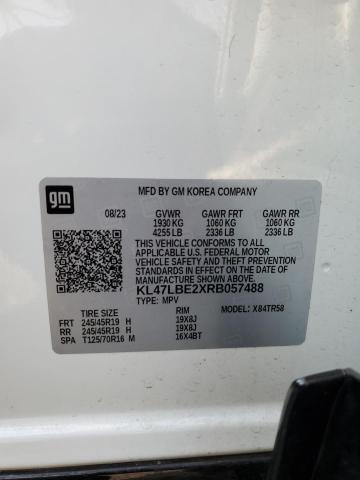 gm
MFD BY GM KOREA COMPANY
08/23 GVWR GAWR FRT GAWR RR
1930 KG 1060 KG 1060 KG
4255 LB 2336 LB 2336 LB
THIS VEHICLE CONFORMS TO ALL
APPLICABLE U.S. FEDERAL MOTOR
VEHICLE SAFETY AND THEFT
PREVENTION STANDARDS IN EFFECT ON
THE DATE OF MANUFACTURE SHOWN ABOVE.
KL47LBE2XRB057488
TYPE: MPV MODEL: X84TR58
TIRE SIZE RIM
FRT 245/45R19 H 19X8J
RR 245/45R19 H 19X8J
SPA T125/70R16 M 16X4BT